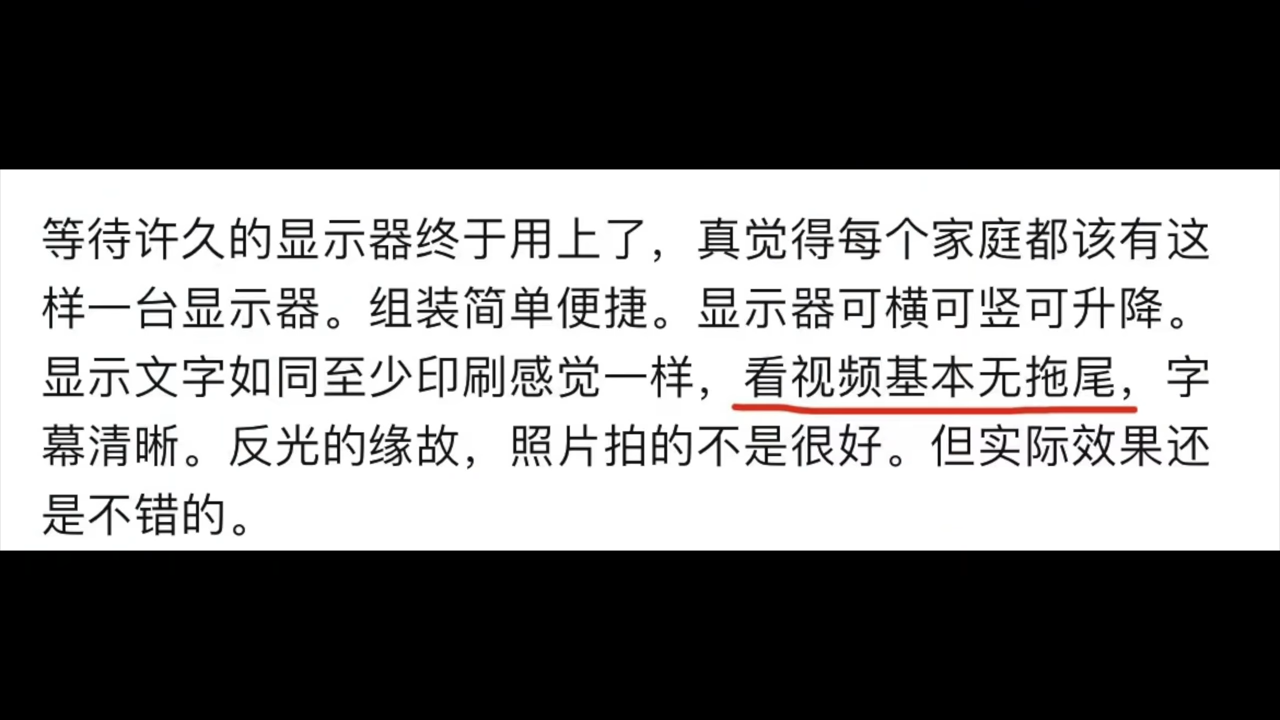 等待许久的显示器终于用上了，真觉得每个家庭都该有这
样一台显示器。组装简单便捷。显示器可横可竖可升降。
显示文字如同至少印刷感觉一样，看视频基本无拖尾，字
幕清晰。反光的缘故，照片拍的不是很好。但实际效果还
是不错的。